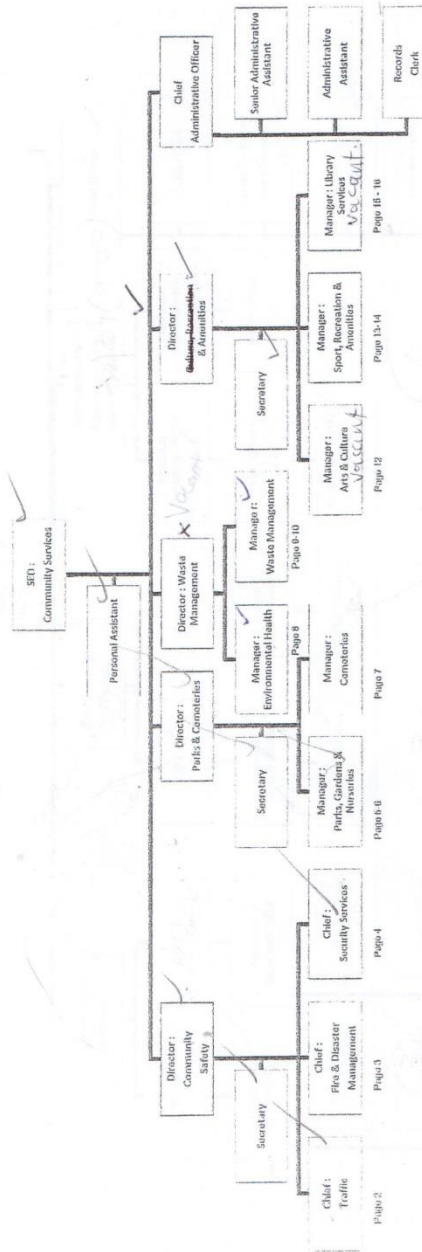 SED :
Community Services
Personal Assistant
Director :
Community
Safety
Director :
Parks & Cemeteries
Director : Waste
Management
Vacant
Director :
Culture, Recreation
& Amenities
Chief
Administrative Officer
Secretary
Secretary
Secretary
Senior Administrative
Assistant
Administrative
Assistant
Records
Clerk
Chief :
Traffic
Chief :
Fire & Disaster
Management
Chief :
Security Services
Manager :
Parks, Gardens &
Nurseries
Manager :
Cemeteries
Manager :
Environmental Health
Manager :
Waste Management
Manager :
Arts & Culture
Vascant
Manager :
Sport, Recreation &
Amenities
Manager : Library
Services
Vacant.
Page 2
Page 3
Page 4
Page 5-6
Page 7
Page 8
Page 9-10
Page 12
Page 13-14
Page 15 - 16